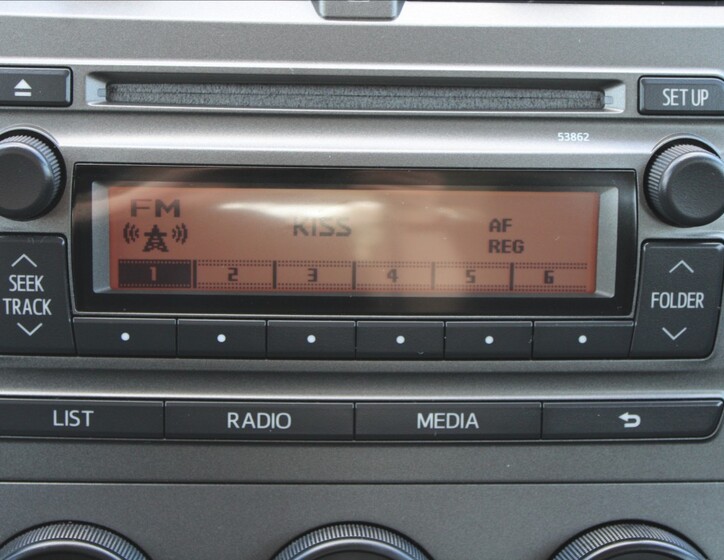 SET UP
53862
FM
KISS
AF
REG
1 2 3 4 5 6
SEEK
TRACK
FOLDER
LIST RADIO MEDIA